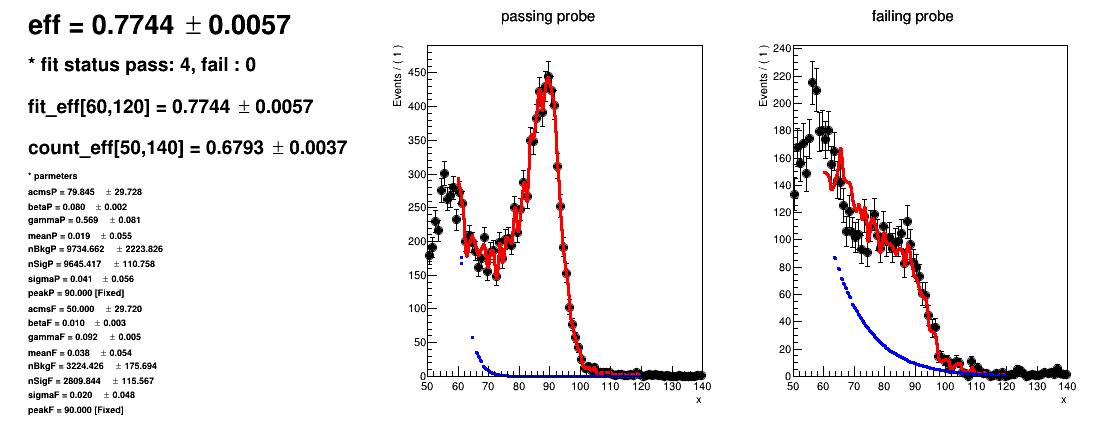 eff = 0.7744 ± 0.0057
* fit status pass: 4, fail : 0
fit_eff[60,120] = 0.7744 ± 0.0057
count_eff[50,140] = 0.6793 ± 0.0037
* parmeters
acmsP = 79.845 ± 29.728
betaP = 0.080 ± 0.002
gammaP = 0.569 ± 0.081
meanP = 0.019 ± 0.055
nBkgP = 9734.662 ± 2223.826
nSigP = 9645.417 ± 110.758
sigmaP = 0.041 ± 0.056
peakP = 90.000 [Fixed]
acmsF = 50.000 ± 29.720
betaF = 0.010 ± 0.003
gammaF = 0.092 ± 0.005
meanF = 0.038 ± 0.054
nBkgF = 3224.426 ± 175.694
nSigF = 2809.844 ± 115.567
sigmaF = 0.020 ± 0.048
peakF = 90.000 [Fixed]
passing probe
Events / ( 1 )
450
400
350
300
250
200
150
100
50
0
50 60 70 80 90 100 110 120 130 140
x
failing probe
Events / ( 1 )
240
220
200
180
160
140
120
100
80
60
40
20
0
50 60 70 80 90 100 110 120 130 140
x